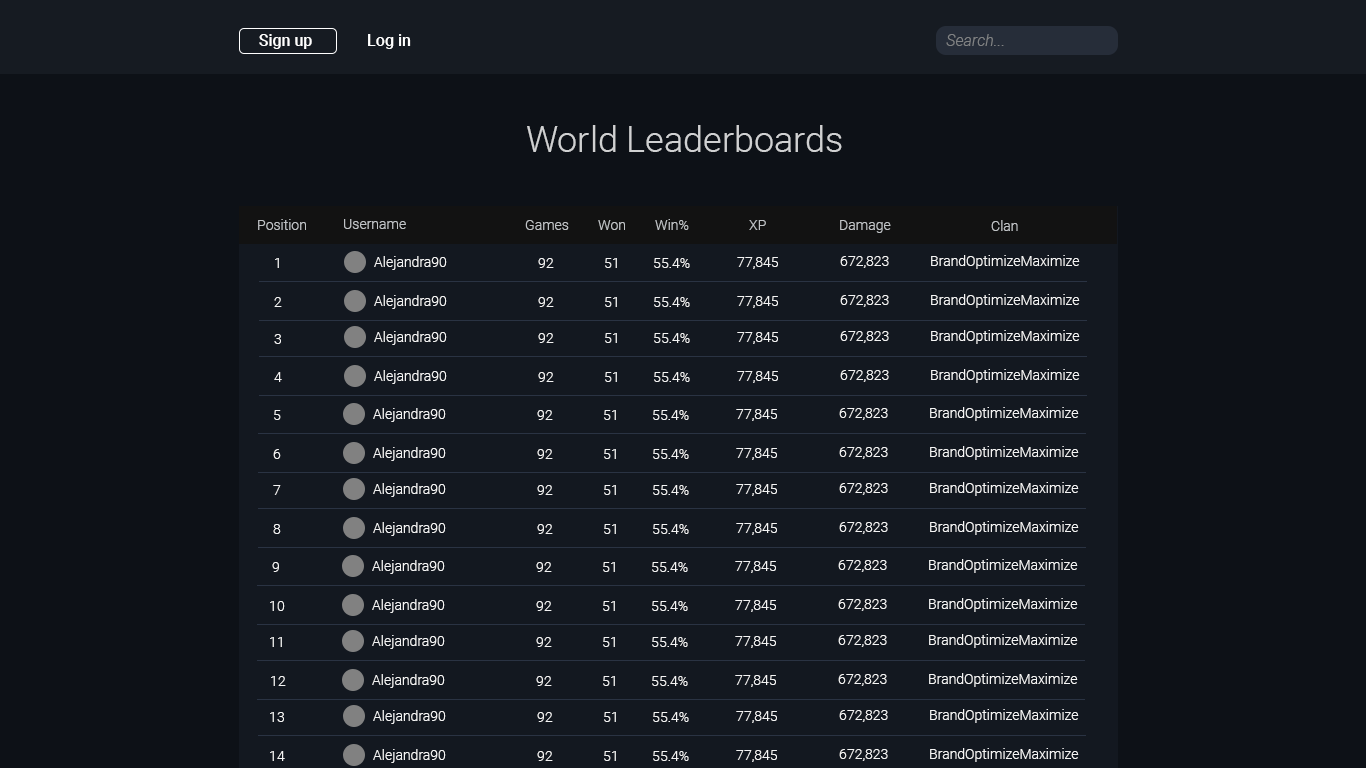 Sign up Log in Search...
World Leaderboards
Position Username Games Won Win% XP Damage Clan
1 Alejandra90 92 51 55.4% 77,845 672,823 BrandOptimizeMaximize
2 Alejandra90 92 51 55.4% 77,845 672,823 BrandOptimizeMaximize
3 Alejandra90 92 51 55.4% 77,845 672,823 BrandOptimizeMaximize
4 Alejandra90 92 51 55.4% 77,845 672,823 BrandOptimizeMaximize
5 Alejandra90 92 51 55.4% 77,845 672,823 BrandOptimizeMaximize
6 Alejandra90 92 51 55.4% 77,845 672,823 BrandOptimizeMaximize
7 Alejandra90 92 51 55.4% 77,845 672,823 BrandOptimizeMaximize
8 Alejandra90 92 51 55.4% 77,845 672,823 BrandOptimizeMaximize
9 Alejandra90 92 51 55.4% 77,845 672,823 BrandOptimizeMaximize
10 Alejandra90 92 51 55.4% 77,845 672,823 BrandOptimizeMaximize
11 Alejandra90 92 51 55.4% 77,845 672,823 BrandOptimizeMaximize
12 Alejandra90 92 51 55.4% 77,845 672,823 BrandOptimizeMaximize
13 Alejandra90 92 51 55.4% 77,845 672,823 BrandOptimizeMaximize
14 Alejandra90 92 51 55.4% 77,845 672,823 BrandOptimizeMaximize